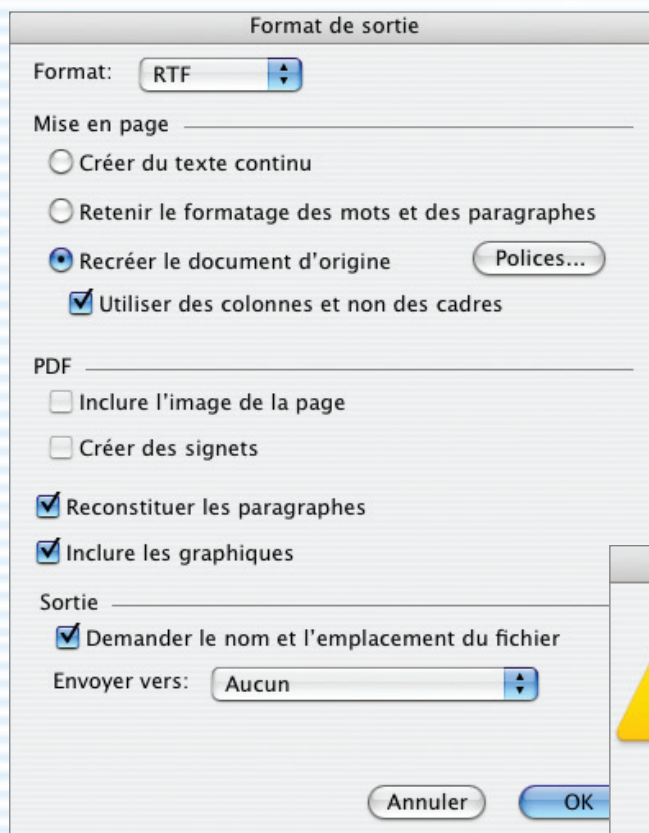 Format de sortie
Format: RTF
Mise en page
Créer du texte continu
Retenir le formatage des mots et des paragraphes
Recréer le document d'origine Polices...
Utiliser des colonnes et non des cadres
PDF
Inclure l'image de la page
Créer des signets
Reconstituer les paragraphes
Inclure les graphiques
Sortie
Demander le nom et l'emplacement du fichier
Envoyer vers: Aucun
Annuler OK